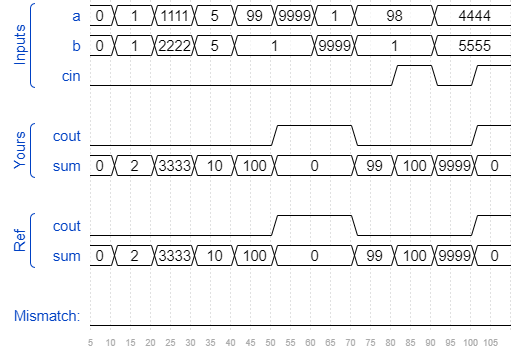 Inputs
a 0 1 1111 5 99 9999 1 98 4444
b 0 1 2222 5 1 9999 1 5555
cin
Yours
cout
sum 0 2 3333 10 100 0 99 100 9999 0
Ref
cout
sum 0 2 3333 10 100 0 99 100 9999 0
Mismatch:
5 10 15 20 25 30 35 40 45 50 55 60 65 70 75 80 85 90 95 100 105